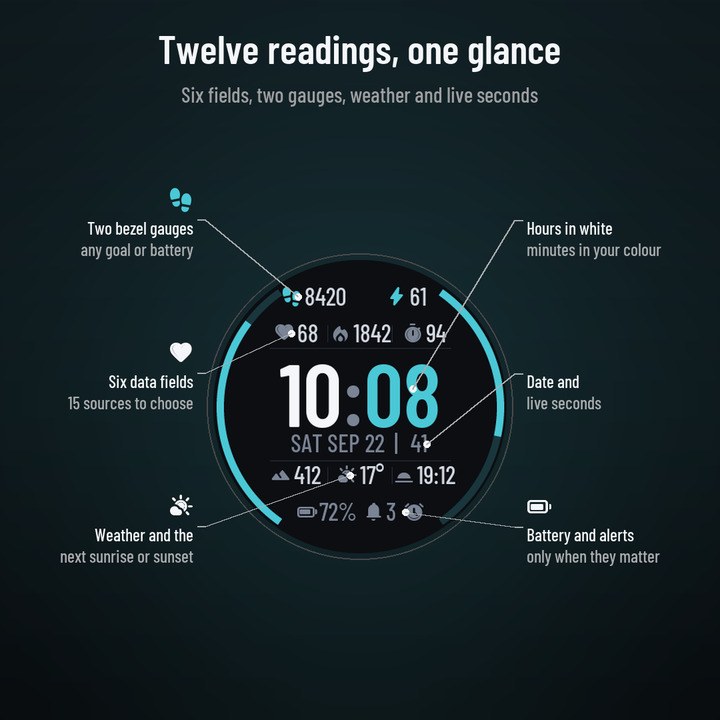 Twelve readings, one glance
Six fields, two gauges, weather and live seconds
Two bezel gauges
any goal or battery
Hours in white
minutes in your colour
8420 61
68 1842 94
Six data fields
15 sources to choose
10:08
Date and
live seconds
SAT SEP 22 | 41
412 17° 19:12
72% 3
Weather and the
next sunrise or sunset
Battery and alerts
only when they matter